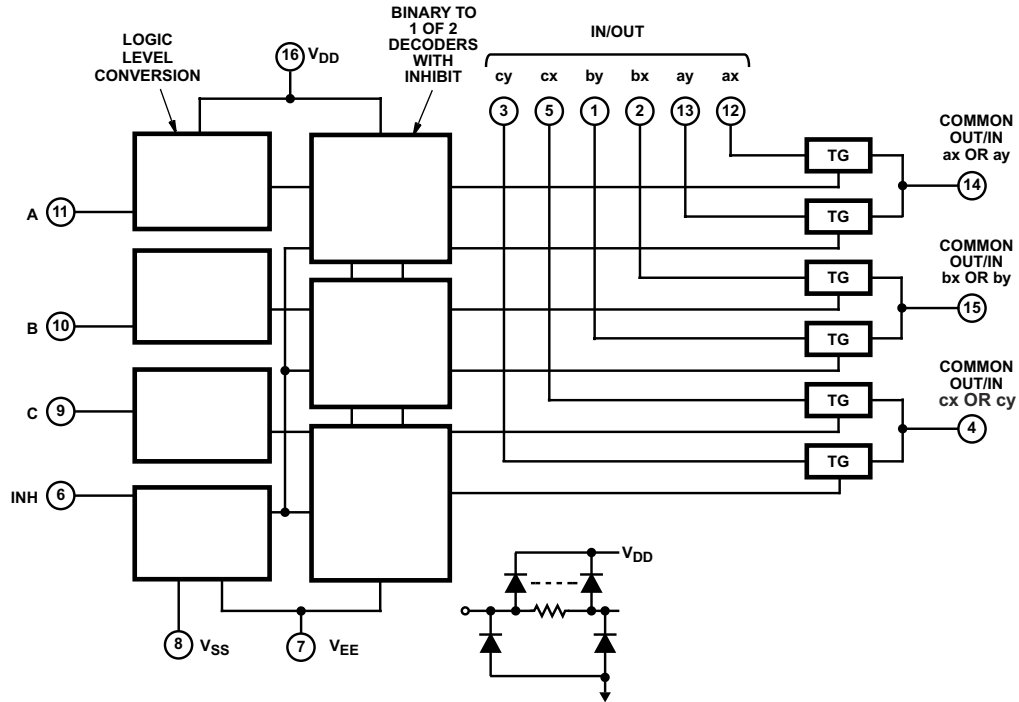 LOGIC
LEVEL
CONVERSION
16 VDD
BINARY TO
1 OF 2
DECODERS
WITH
INHIBIT
IN/OUT
cy cx by bx ay ax
3 5 1 2 13 12
A 11
B 10
C 9
INH 6
8 VSS
7 VEE
TG
TG
TG
TG
TG
TG
COMMON
OUT/IN
ax OR ay
14
COMMON
OUT/IN
bx OR by
15
COMMON
OUT/IN
cx OR cy
4
VDD